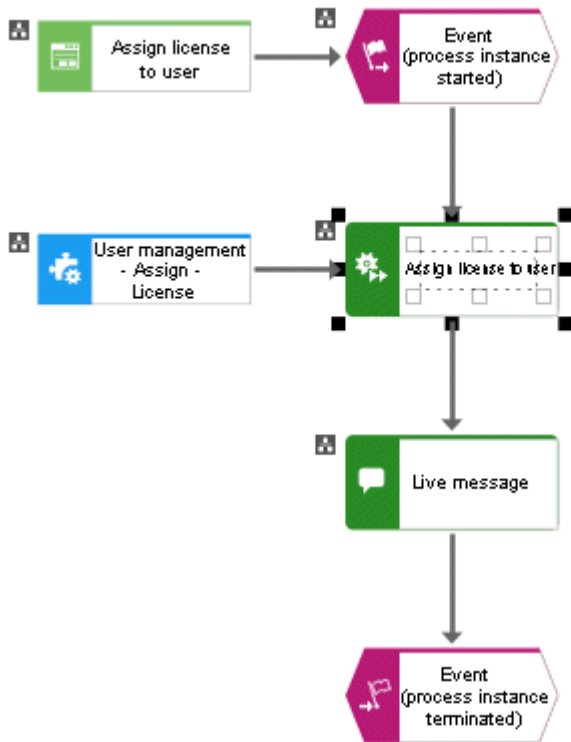 Assign license
to user
Event
(process instance
started)
User management
- Assign -
License
Assign license to user
Live message
Event
(process instance
terminated)